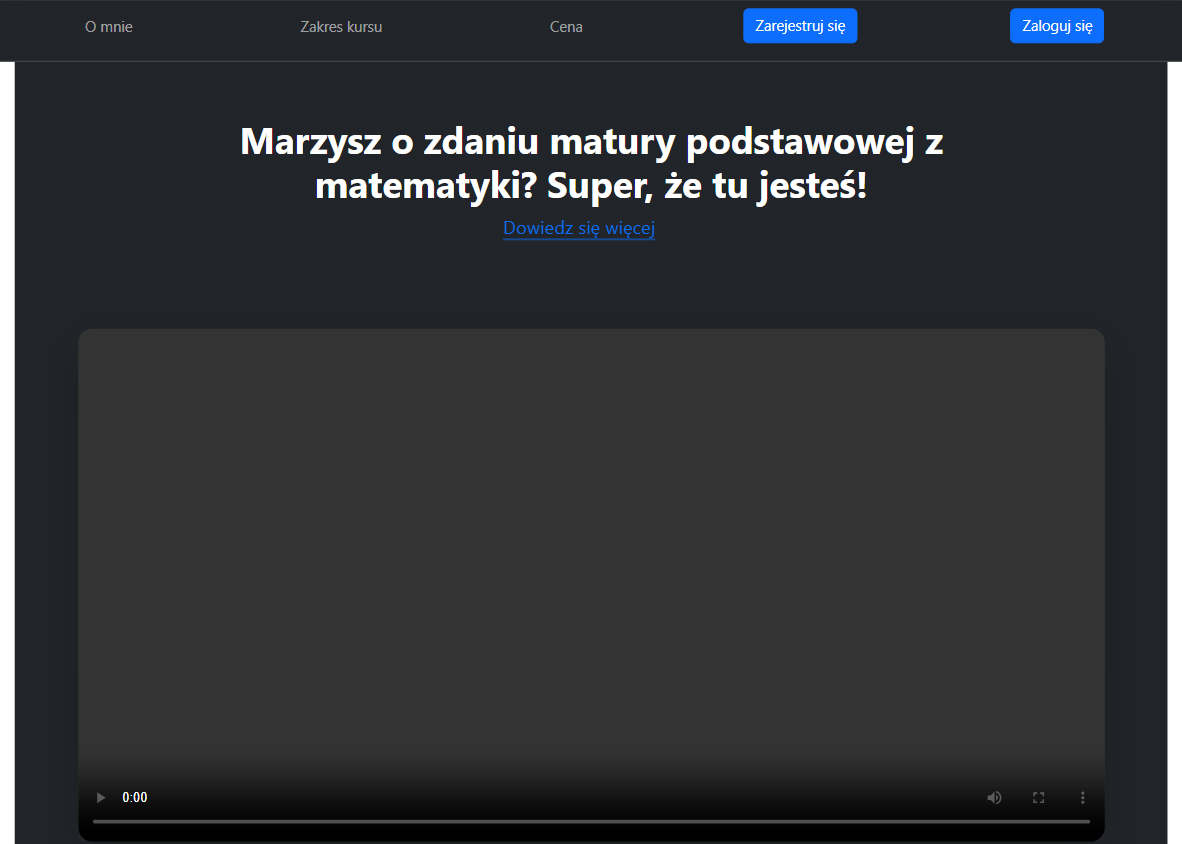 O mnie Zakres kursu Cena Zarejestruj się Zaloguj się
Marzysz o zdaniu matury podstawowej z
matematyki? Super, że tu jesteś!
Dowiedz się więcej
0:00